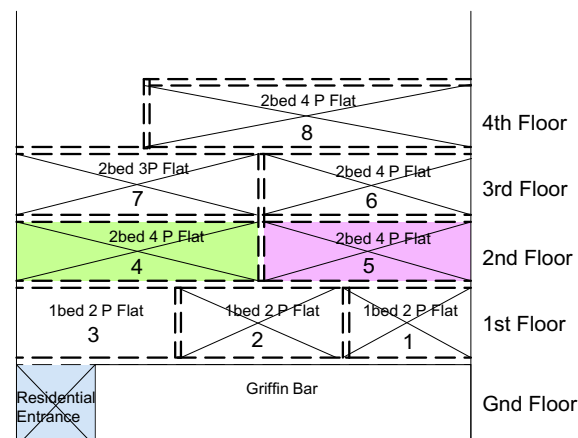 2bed 4 P Flat
8
4th Floor
2bed 3P Flat
7
2bed 4 P Flat
6
3rd Floor
2bed 4 P Flat
4
2bed 4 P Flat
5
2nd Floor
1bed 2 P Flat
3
1bed 2 P Flat
2
1bed 2 P Flat
1
1st Floor
Residential
Entrance
Griffin Bar
Gnd Floor